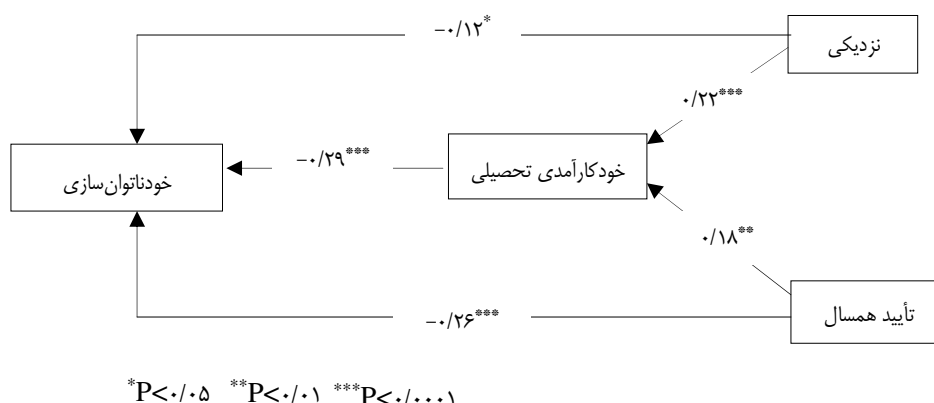 نزدیکی
−۰/۱۲*
۰/۲۲***
خودکارآمدی تحصیلی
−۰/۲۹***
خودناتوان‌سازی
۰/۱۸**
تأیید همسال
−۰/۲۶***
*P<۰/۰۵ **P<۰/۰۱ ***P<۰/۰۰۰۱